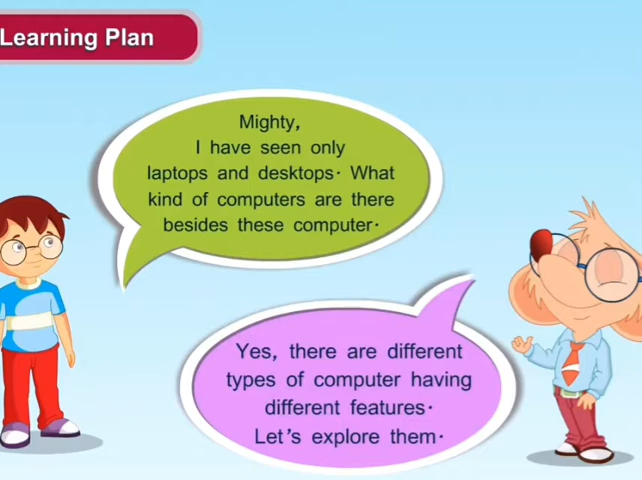 Learning Plan
Mighty,
I have seen only
laptops and desktops. What
kind of computers are there
besides these computer.
Yes, there are different
types of computer having
different features.
Let's explore them.